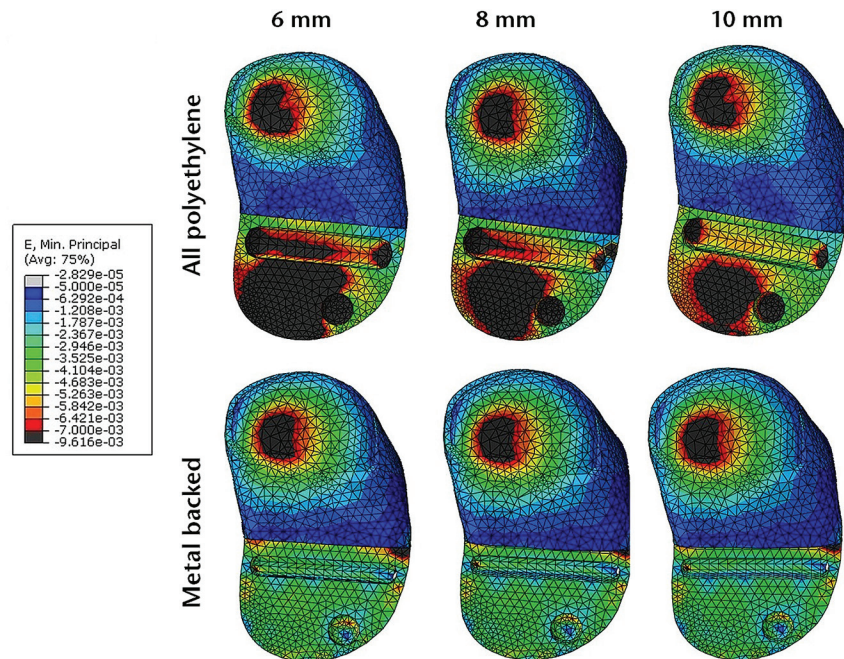 6 mm
8 mm
10 mm
All polyethylene
E, Min. Principal
(Avg: 75%)
-2.829e-05
-5.000e-05
-6.292e-04
-1.208e-03
-1.787e-03
-2.367e-03
-2.946e-03
-3.525e-03
-4.104e-03
-4.683e-03
-5.263e-03
-5.842e-03
-6.421e-03
-7.000e-03
-9.616e-03
Metal backed